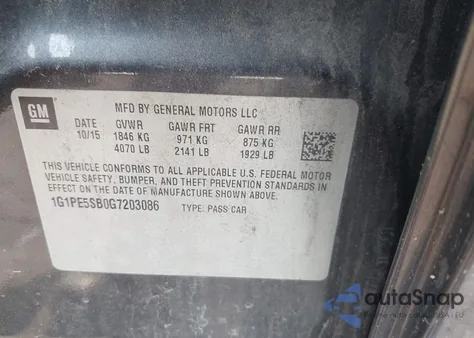 GM
MFD BY GENERAL MOTORS LLC
DATE GVWR GAWR FRT GAWR RR
10/15 1846 KG 971 KG 875 KG
4070 LB 2141 LB 1929 LB
THIS VEHICLE CONFORMS TO ALL APPLICABLE U.S. FEDERAL MOTOR
VEHICLE SAFETY, BUMPER, AND THEFT PREVENTION STANDARDS IN
EFFECT ON THE DATE OF MANUFACTURE SHOWN ABOVE.
1G1PE5SB0G7203086 TYPE: PASS CAR
autaSnap